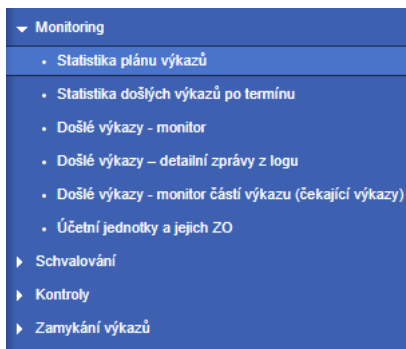 Monitoring
Statistika plánu výkazů
Statistika došlých výkazů po termínu
Došlé výkazy - monitor
Došlé výkazy – detailní zprávy z logu
Došlé výkazy - monitor částí výkazu (čekající výkazy)
Účetní jednotky a jejich ZO
Schvalování
Kontroly
Zamykání výkazů